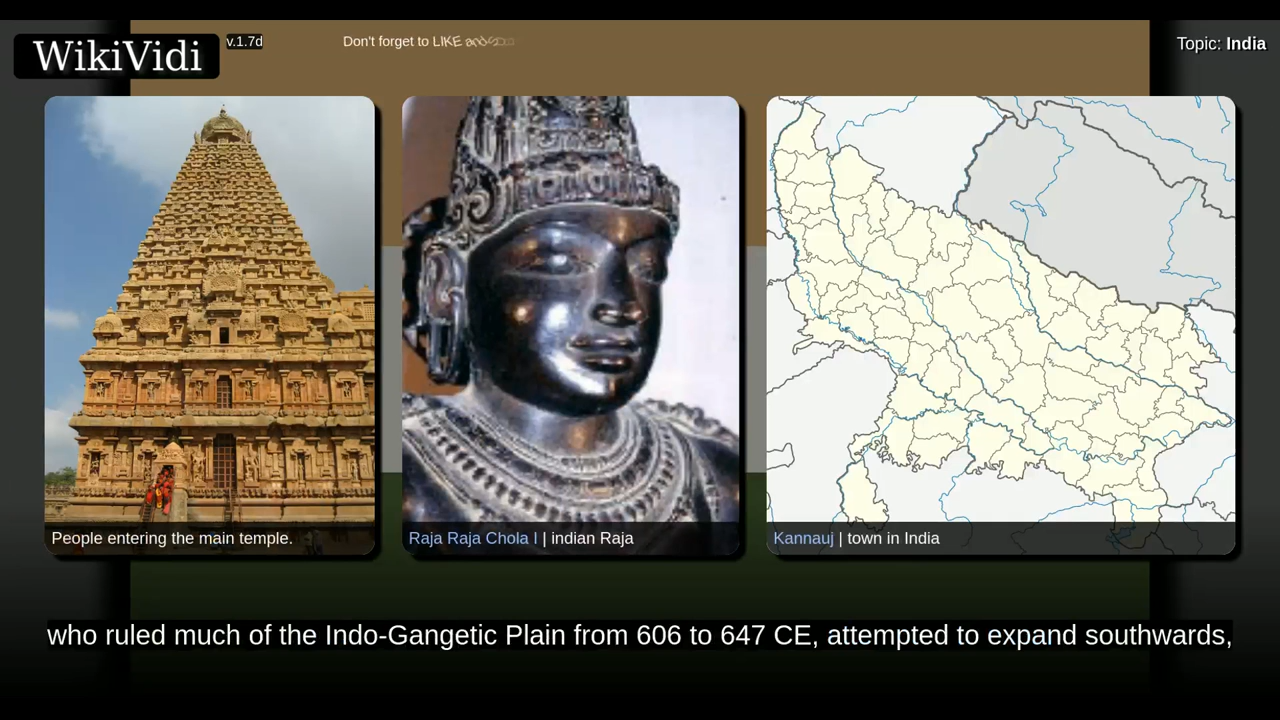 WikiVidi
v.1.7d
Don't forget to LIKE and
Topic: India
People entering the main temple.
Raja Raja Chola I | indian Raja
Kannauj | town in India
who ruled much of the Indo-Gangetic Plain from 606 to 647 CE, attempted to expand southwards,